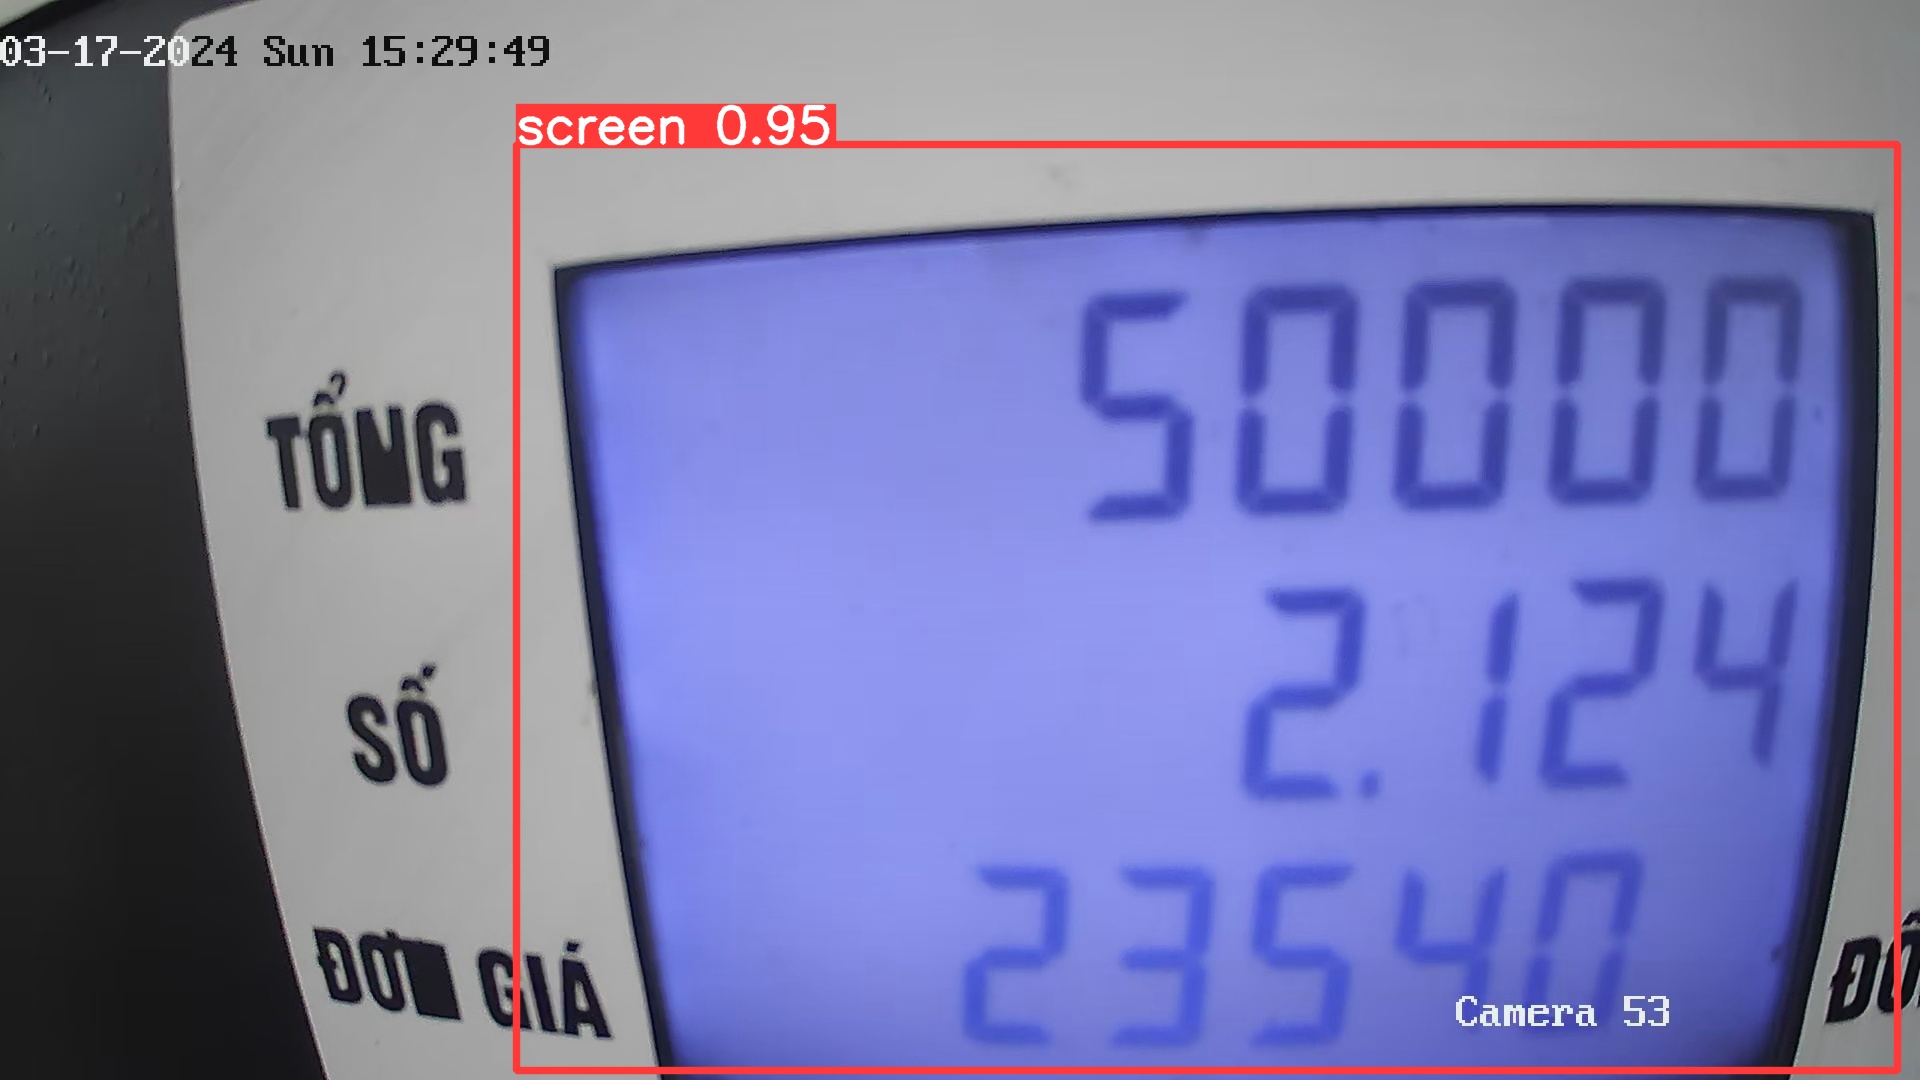 03-17-2024 Sun 15:29:49
screen 0.95
TỔNG 50000
SỐ 2.124
ĐƠN GIÁ 23540
Camera 53